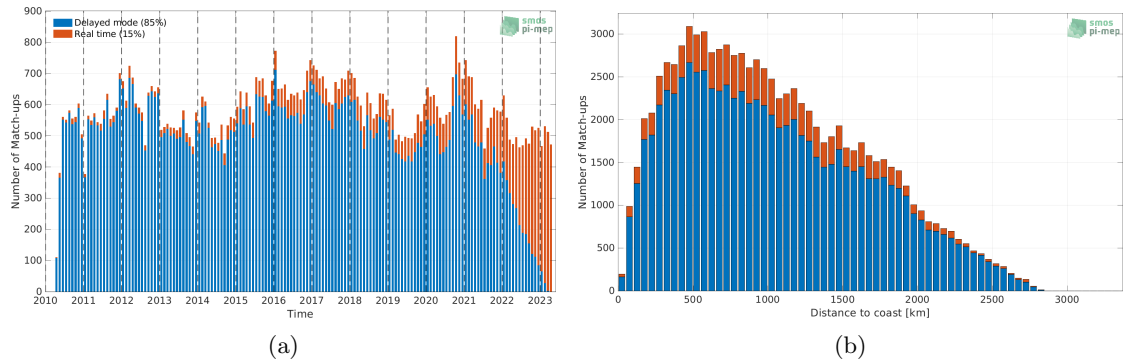 Delayed mode (85%)
Real time (15%)
smos
pi-mep
Number of Match-ups
900
800
700
600
500
400
300
200
100
0
2010 2011 2012 2013 2014 2015 2016 2017 2018 2019 2020 2021 2022 2023
Time
(a)
smos
pi-mep
Number of Match-ups
3000
2500
2000
1500
1000
500
0
0 500 1000 1500 2000 2500 3000
Distance to coast [km]
(b)